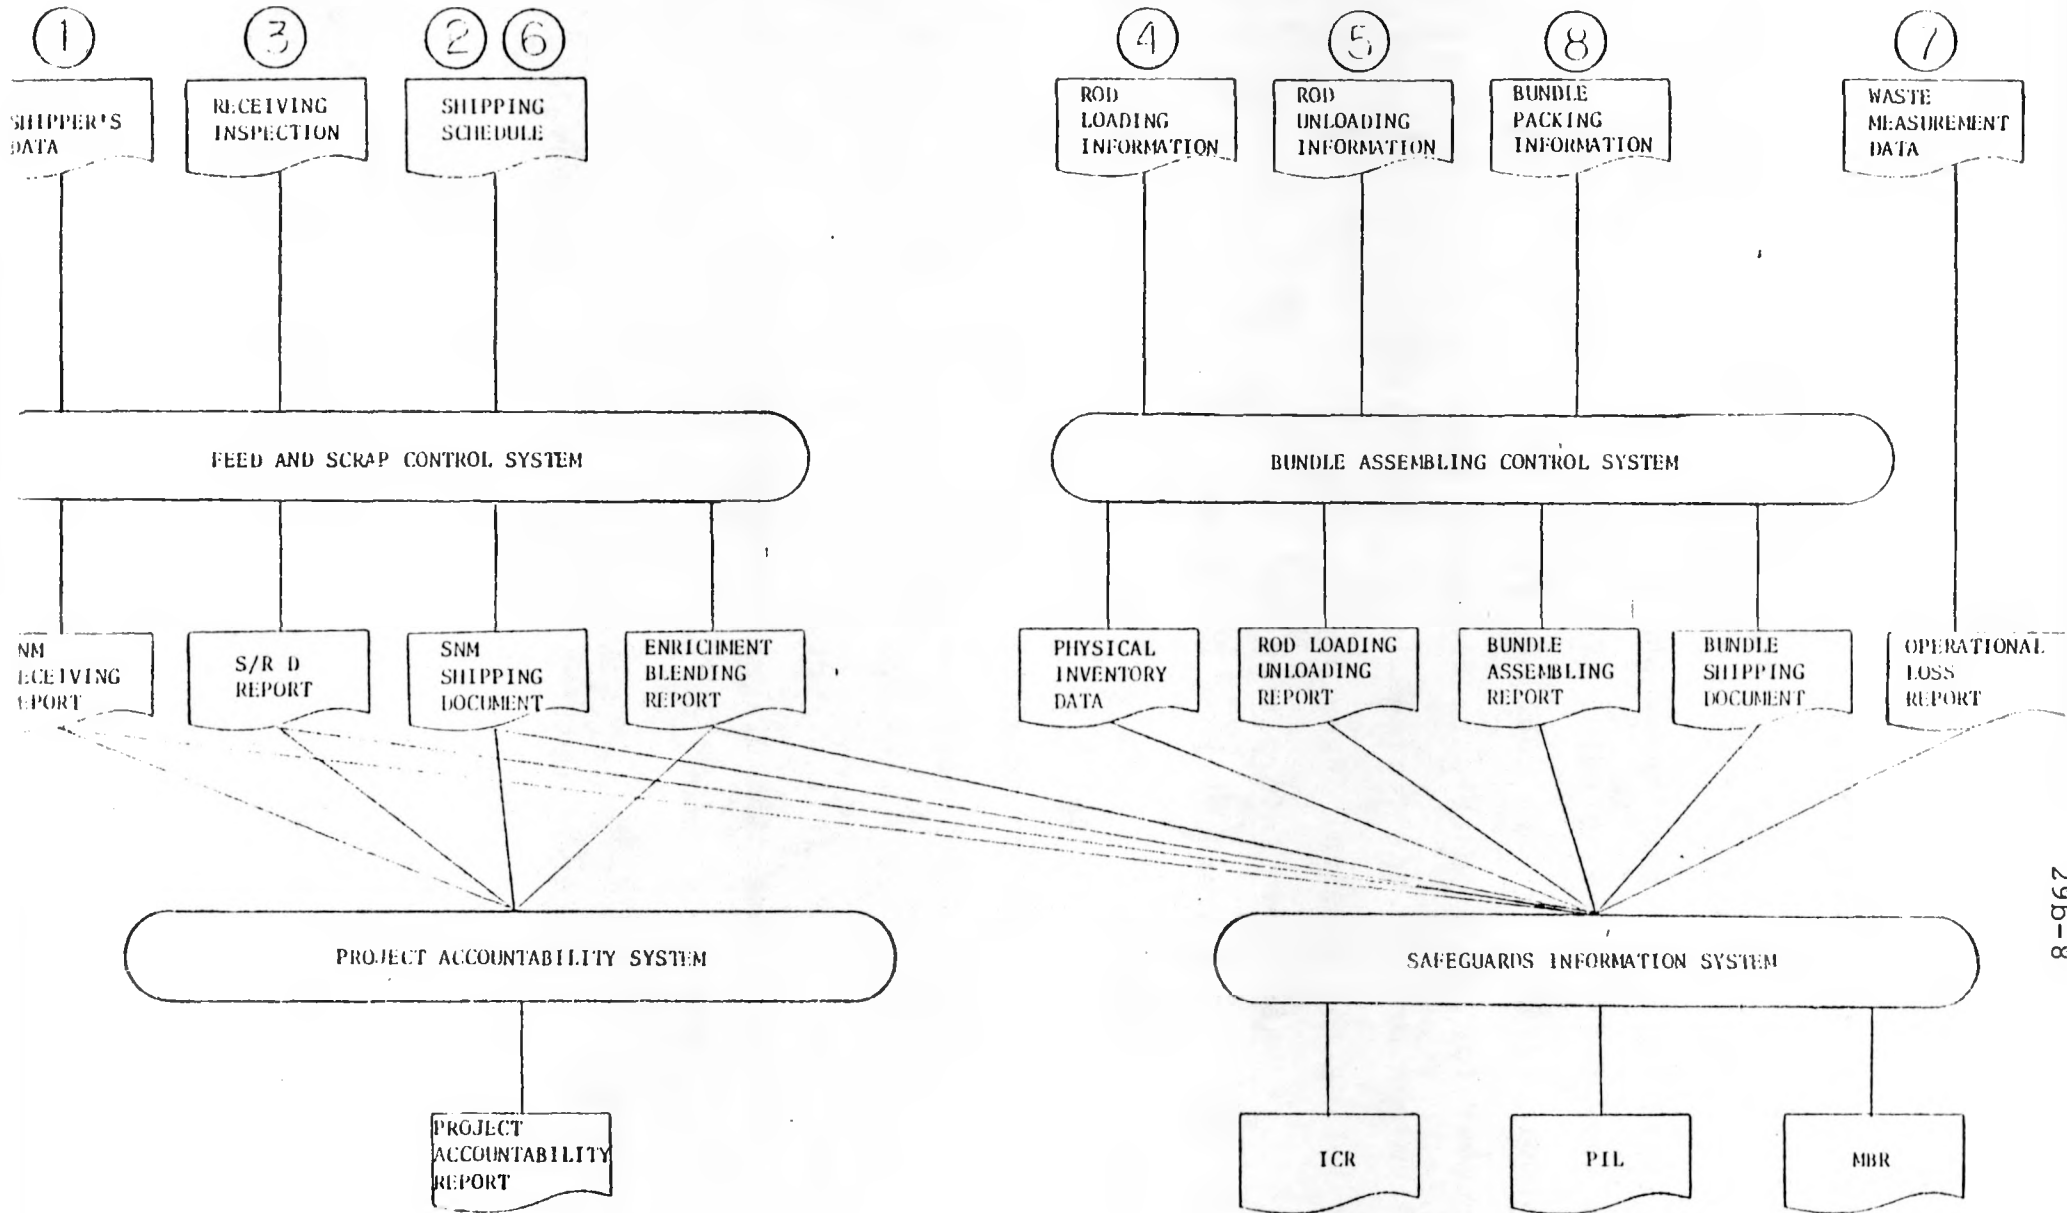 1
3
2
6
4
5
8
7
SHIPPER'S
DATA
RECEIVING
INSPECTION
SHIPPING
SCHEDULE
ROD
LOADING
INFORMATION
ROD
UNLOADING
INFORMATION
BUNDLE
PACKING
INFORMATION
WASTE
MEASUREMENT
DATA
FEED AND SCRAP CONTROL SYSTEM
BUNDLE ASSEMBLING CONTROL SYSTEM
NM
ECEIVING
EPORT
S/R D
REPORT
SNM
SHIPPING
DOCUMENT
ENRICHMENT
BLENDING
REPORT
PHYSICAL
INVENTORY
DATA
ROD LOADING
UNLOADING
REPORT
BUNDLE
ASSEMBLING
REPORT
BUNDLE
SHIPPING
DOCUMENT
OPERATIONAL
LOSS
REPORT
PROJECT ACCOUNTABILITY SYSTEM
SAFEGUARDS INFORMATION SYSTEM
PROJECT
ACCOUNTABILITY
REPORT
ICR
PIL
MBR
29b-8